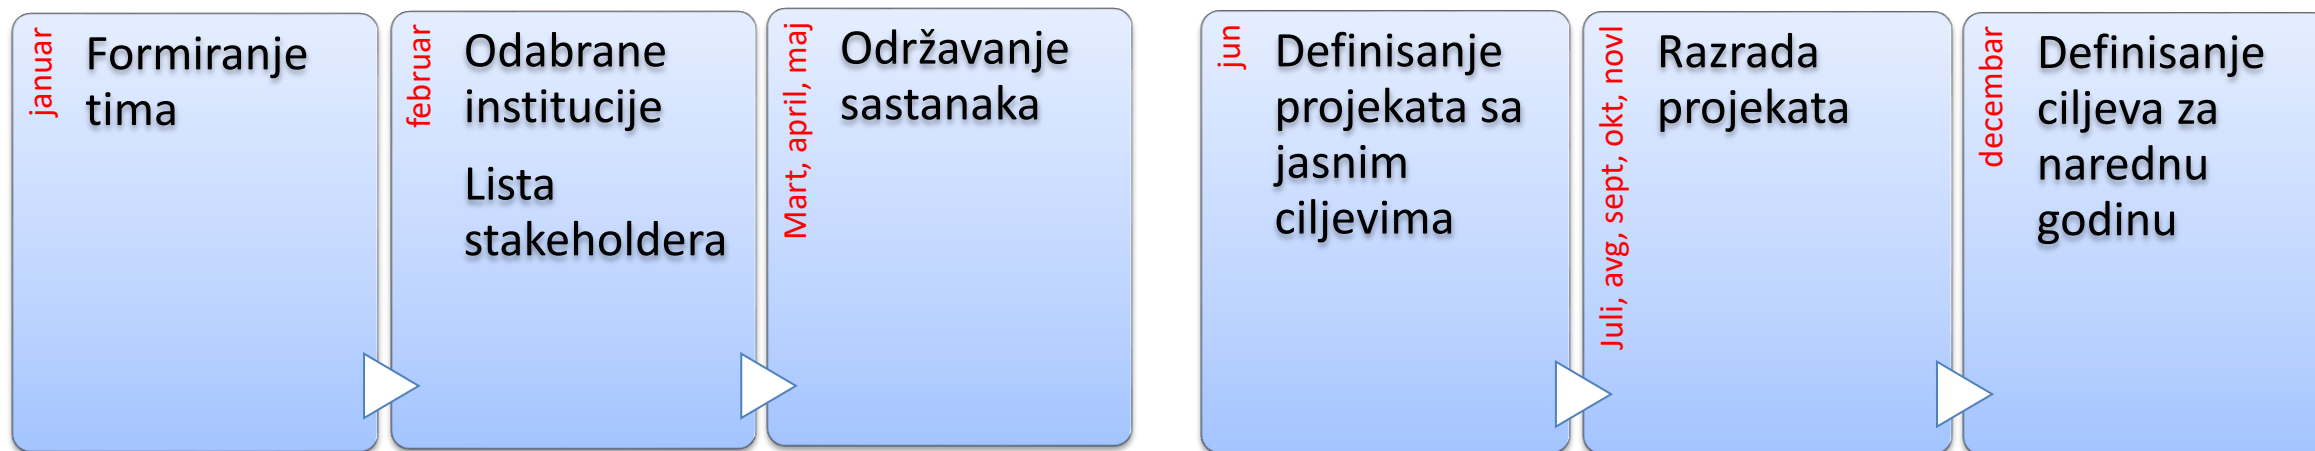 januar
Formiranje
tima
februar
Odabrane
institucije
Lista
stakeholdera
Mart, april, maj
Održavanje
sastanaka
jun
Definisanje
projekata sa
jasnim
ciljevima
Juli, avg, sept, okt, novl
Razrada
projekata
decembar
Definisanje
ciljeva za
narednu
godinu